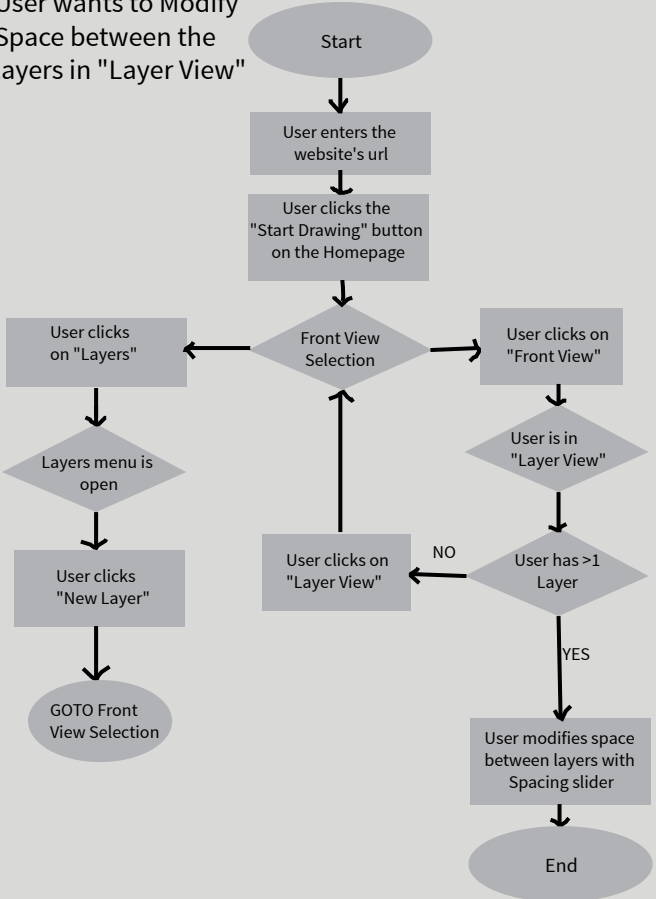 User wants to Modify
Space between the
Layers in "Layer View"
Start
User enters the
website's url
User clicks the
"Start Drawing" button
on the Homepage
Front View
Selection
User clicks
on "Layers"
Layers menu is
open
User clicks
"New Layer"
GOTO Front
View Selection
User clicks on
"Front View"
User is in
"Layer View"
User has >1
Layer
NO
User clicks on
"Layer View"
YES
User modifies space
between layers with
Spacing slider
End